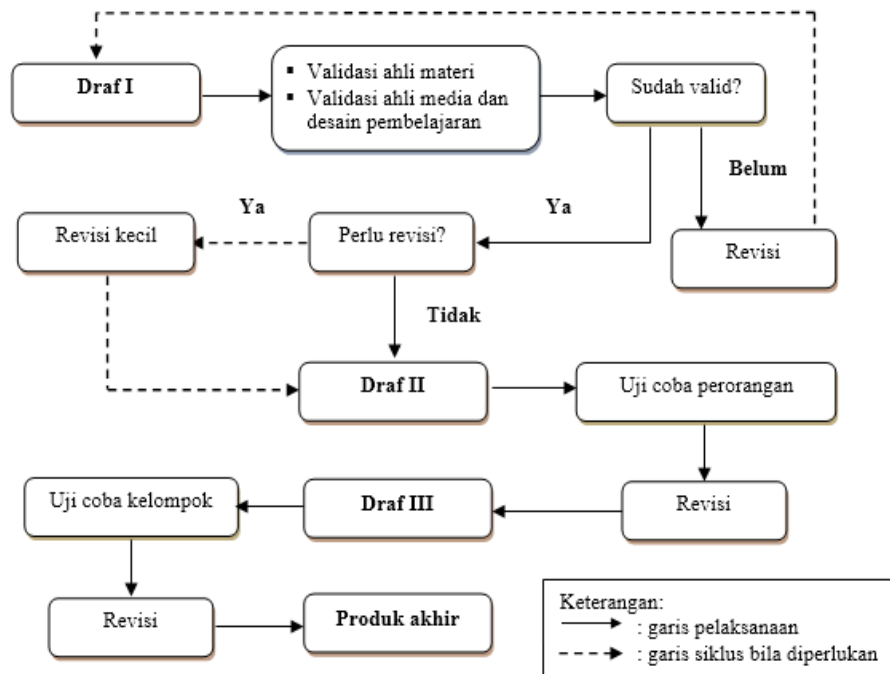 Draf I
▪ Validasi ahli materi
▪ Validasi ahli media dan
desain pembelajaran
Sudah valid?
Belum
Ya
Ya
Revisi kecil
Perlu revisi?
Revisi
Tidak
Draf II
Uji coba perorangan
Uji coba kelompok
Draf III
Revisi
Revisi
Produk akhir
Keterangan:
: garis pelaksanaan
: garis siklus bila diperlukan